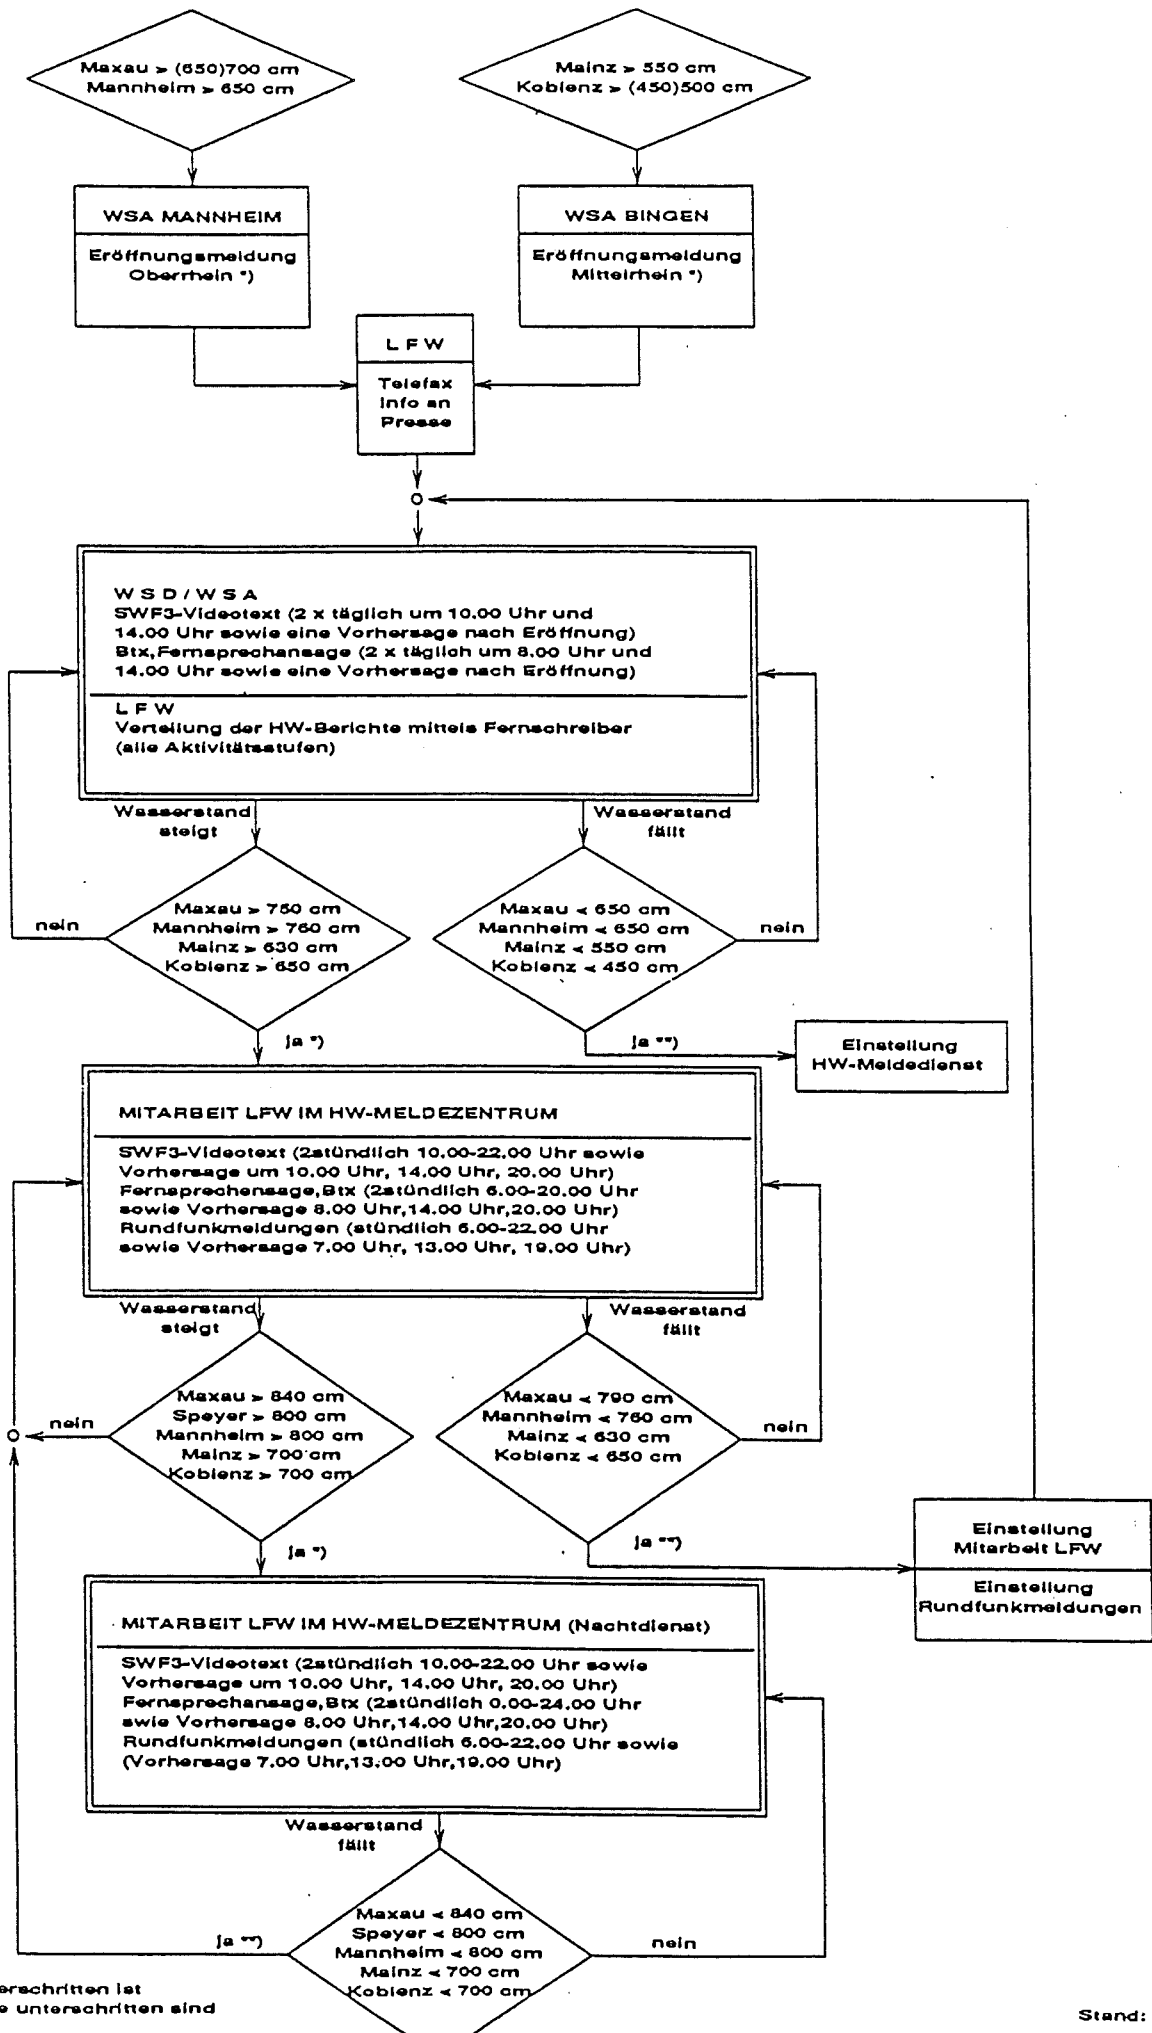 Maxau > (650)700 cm
Mannheim > 650 cm
Mainz > 550 cm
Koblenz > (450)500 cm
WSA MANNHEIM
Eröffnungsmeldung
Oberrhein *)
WSA BINGEN
Eröffnungsmeldung
Mittelrhein *)
L F W
Telefax
Info an
Presse
W S D / W S A
SWF3-Videotext (2 x täglich um 10.00 Uhr und
14.00 Uhr sowie eine Vorhersage nach Eröffnung)
Btx,Fernsprechansage (2 x täglich um 8.00 Uhr und
14.00 Uhr sowie eine Vorhersage nach Eröffnung)
L F W
Verteilung der HW-Berichte mittels Fernschreiber
(alle Aktivitätsstufen)
Wasserstand
steigt
Wasserstand
fällt
Maxau > 750 cm
Mannheim > 760 cm
Mainz > 630 cm
Koblenz > 650 cm
nein
Maxau < 650 cm
Mannheim < 650 cm
Mainz < 550 cm
Koblenz < 450 cm
nein
ja *)
ja **)
Einstellung
HW-Meldedienst
MITARBEIT LFW IM HW-MELDEZENTRUM
SWF3-Videotext (2stündlich 10.00-22.00 Uhr sowie
Vorhersage um 10.00 Uhr, 14.00 Uhr, 20.00 Uhr)
Fernsprechansage,Btx (2stündlich 6.00-20.00 Uhr
sowie Vorhersage 8.00 Uhr,14.00 Uhr,20.00 Uhr)
Rundfunkmeldungen (stündlich 6.00-22.00 Uhr
sowie Vorhersage 7.00 Uhr, 13.00 Uhr, 19.00 Uhr)
Wasserstand
steigt
Wasserstand
fällt
Maxau > 840 cm
Speyer > 800 cm
Mannheim > 800 cm
Mainz > 700 cm
Koblenz > 700 cm
nein
Maxau < 790 cm
Mannheim < 760 cm
Mainz < 630 cm
Koblenz < 650 cm
nein
ja *)
ja **)
Einstellung
Mitarbeit LFW
Einstellung
Rundfunkmeldungen
MITARBEIT LFW IM HW-MELDEZENTRUM (Nachtdienst)
SWF3-Videotext (2stündlich 10.00-22.00 Uhr sowie
Vorhersage um 10.00 Uhr, 14.00 Uhr, 20.00 Uhr)
Fernsprechansage,Btx (2stündlich 0.00-24.00 Uhr
swie Vorhersage 8.00 Uhr,14.00 Uhr,20.00 Uhr)
Rundfunkmeldungen (stündlich 6.00-22.00 Uhr sowie
(Vorhersage 7.00 Uhr,13.00 Uhr,19.00 Uhr)
Wasserstand
fällt
Maxau < 840 cm
Speyer < 800 cm
Mannheim < 800 cm
Mainz < 700 cm
Koblenz < 700 cm
ja **)
nein
erschritten ist
e unterschritten sind
Stand: